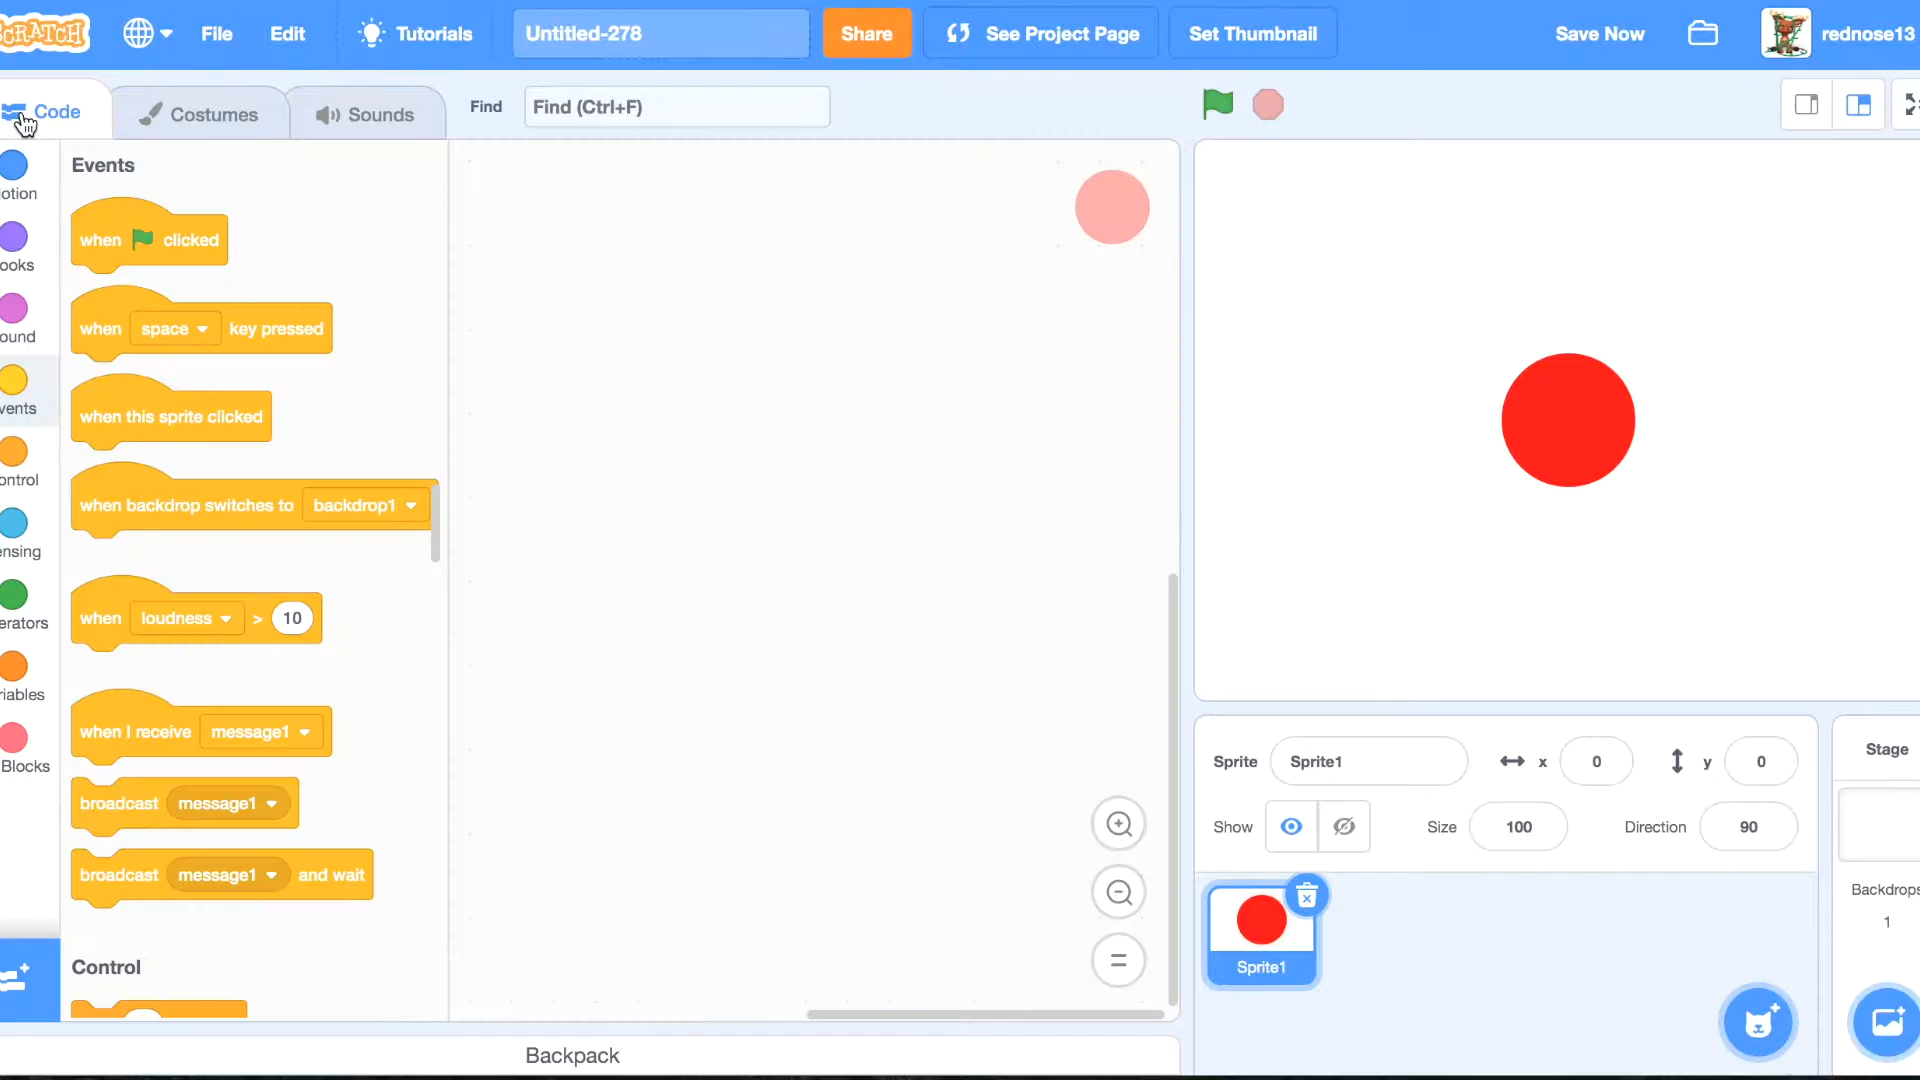 SCRATCH
File
Edit
Tutorials
Untitled-278
Share
See Project Page
Set Thumbnail
Save Now
rednose13
Code
Costumes
Sounds
Find
Find (Ctrl+F)
otion
ooks
ound
vents
ontrol
ensing
erators
riables
Blocks
Events
when clicked
when space key pressed
when this sprite clicked
when backdrop switches to backdrop1
when loudness > 10
when I receive message1
broadcast message1
broadcast message1 and wait
Control
=
Backpack
Sprite Sprite1 x 0 y 0
Show Size 100 Direction 90
Sprite1
Stage
Backdrops
1